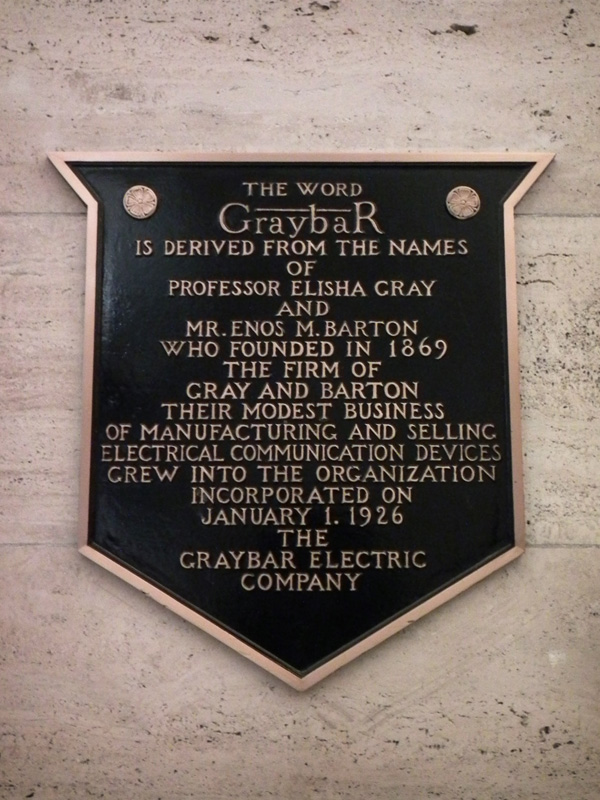 THE WORD
GraybaR
IS DERIVED FROM THE NAMES
OF
PROFESSOR ELISHA GRAY
AND
MR. ENOS M. BARTON
WHO FOUNDED IN 1869
THE FIRM OF
GRAY AND BARTON
THEIR MODEST BUSINESS
OF MANUFACTURING AND SELLING
ELECTRICAL COMMUNICATION DEVICES
GREW INTO THE ORGANIZATION
INCORPORATED ON
JANUARY 1. 1926
THE
GRAYBAR ELECTRIC
COMPANY